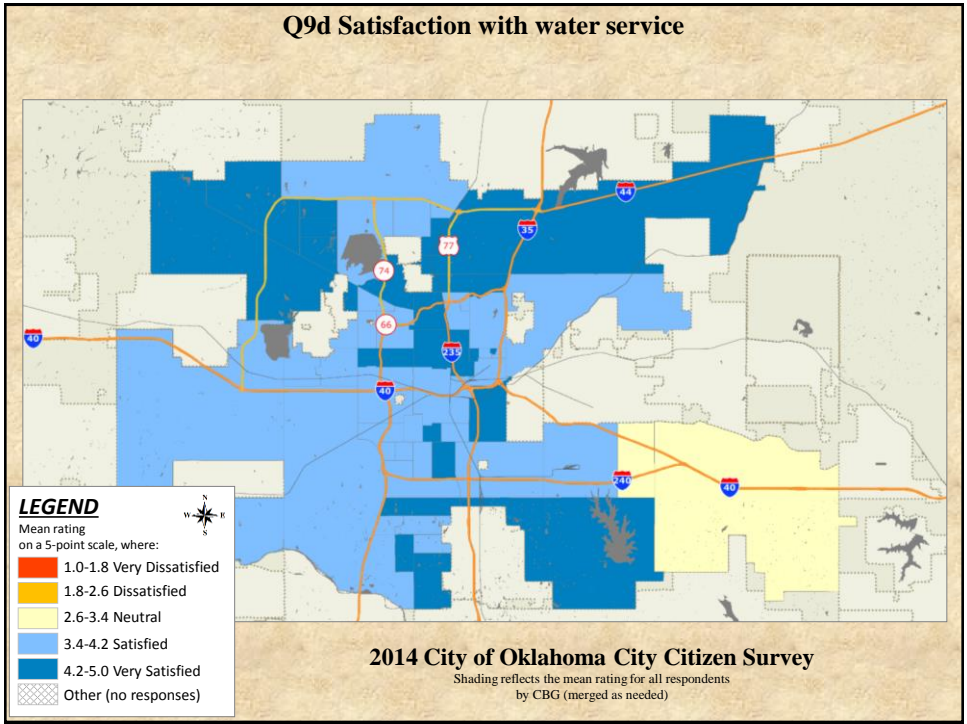 Q9d Satisfaction with water service
44
35
77
74
66
40
235
40
240
40
LEGEND
N
W E
S
Mean rating
on a 5-point scale, where:
1.0-1.8 Very Dissatisfied
1.8-2.6 Dissatisfied
2.6-3.4 Neutral
3.4-4.2 Satisfied
4.2-5.0 Very Satisfied
Other (no responses)
2014 City of Oklahoma City Citizen Survey
Shading reflects the mean rating for all respondents
by CBG (merged as needed)